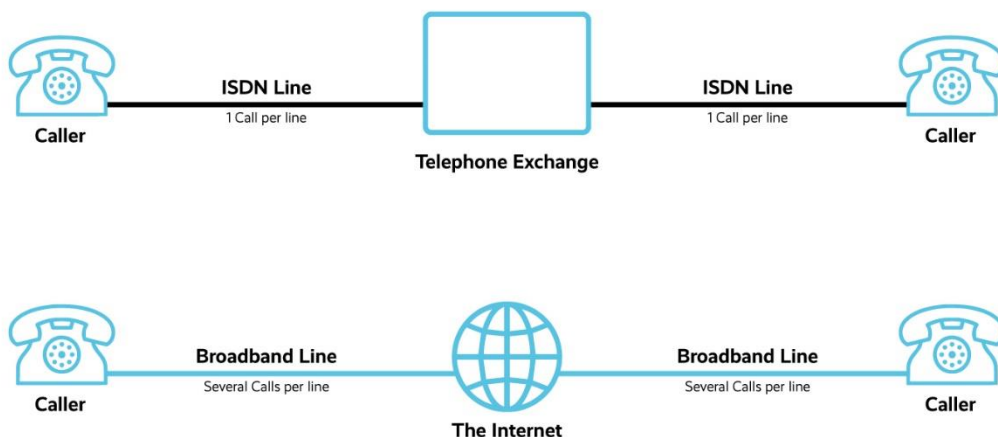 ISDN Line
ISDN Line
1 Call per line
1 Call per line
Caller
Caller
Telephone Exchange
Broadband Line
Broadband Line
Several Calls per line
Several Calls per line
Caller
Caller
The Internet